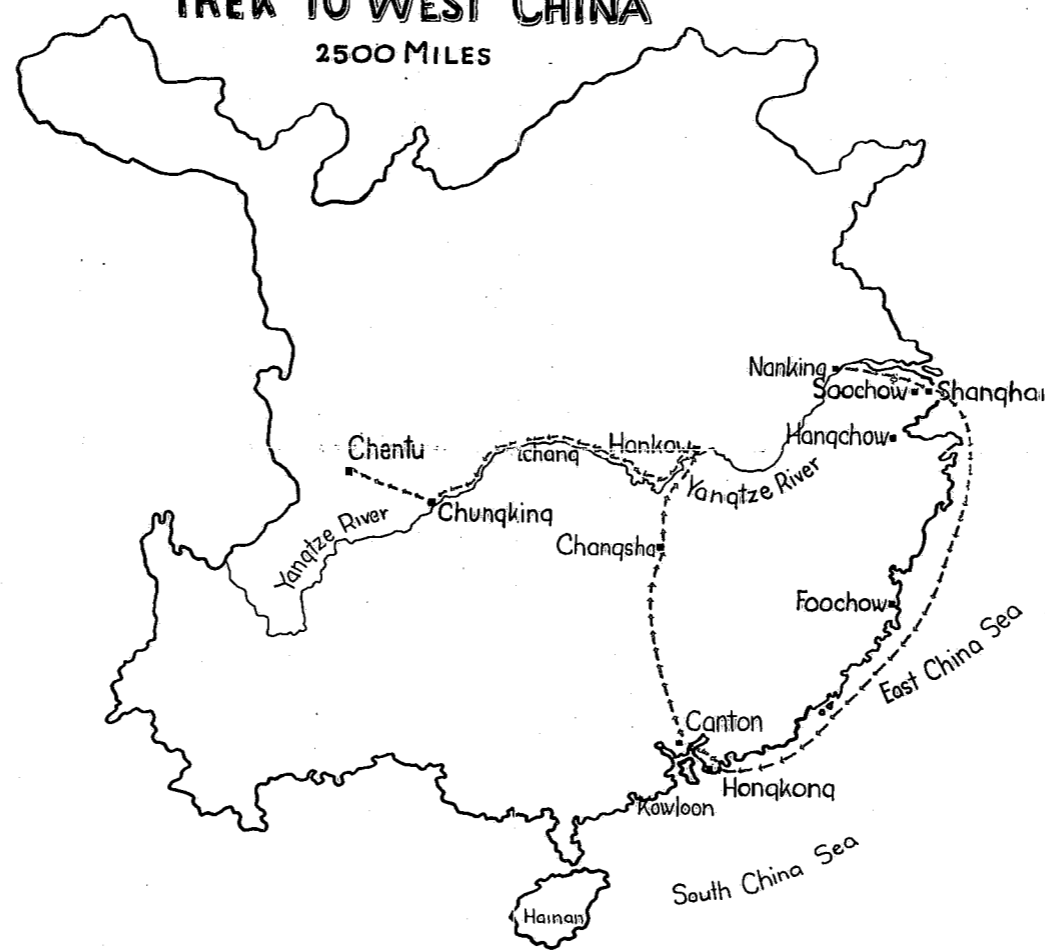 TREK TO WEST CHINA
2500 MILES
Nanking
Soochow
Shanghai
Hangchow
Chentu
Ichang
Hankow
Yangtze River
Chungking
Yangtze River
Changsha
Foochow
East China Sea
Canton
Hongkong
Kowloon
South China Sea
Hainan